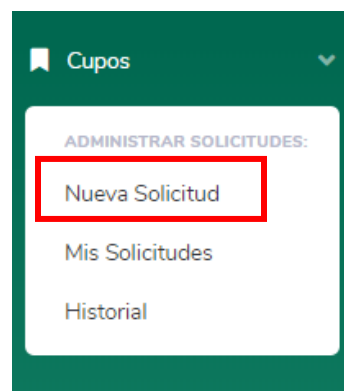 Cupos
ADMINISTRAR SOLICITUDES:
Nueva Solicitud
Mis Solicitudes
Historial